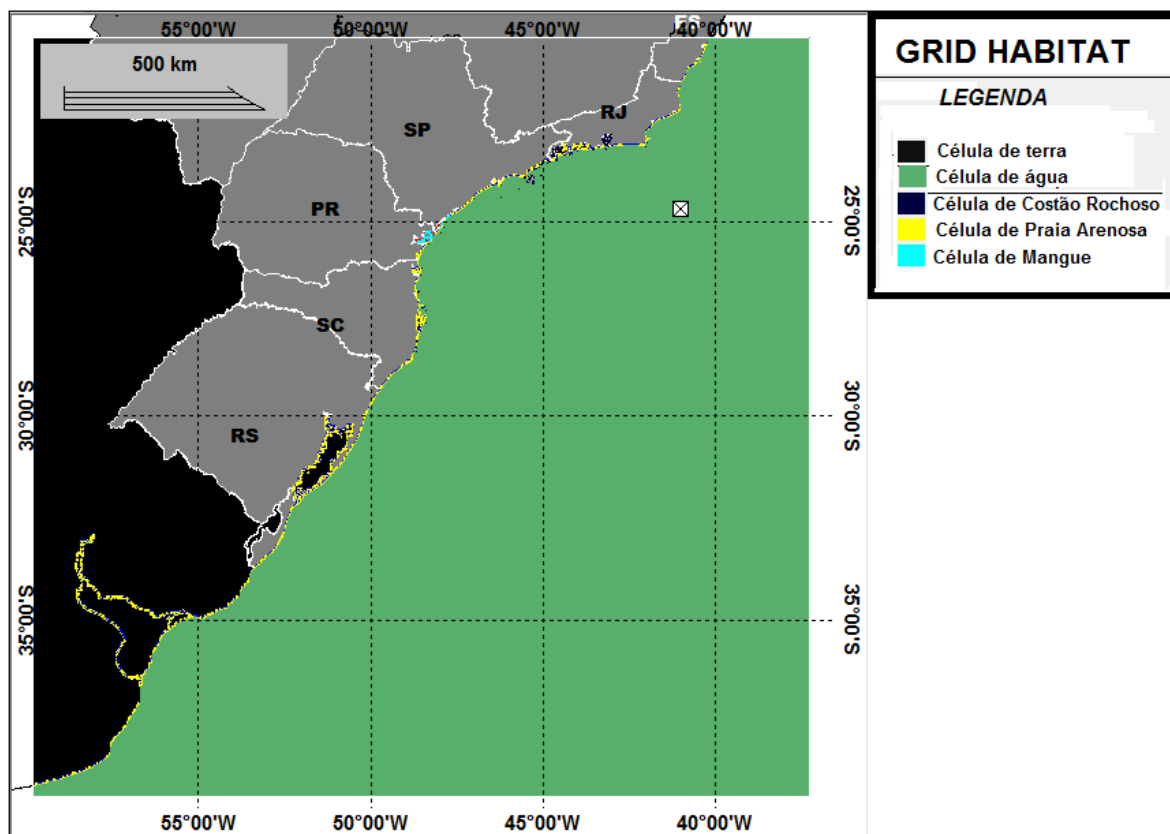 ES
55°00'W 50°00'W 45°00'W 40°00'W
500 km
RJ
SP
PR
SC
RS
25°00'S
30°00'S
35°00'S
25°00'S
30°00'S
35°00'S
55°00'W 50°00'W 45°00'W 40°00'W
GRID HABITAT
LEGENDA
Célula de terra
Célula de água
Célula de Costão Rochoso
Célula de Praia Arenosa
Célula de Mangue